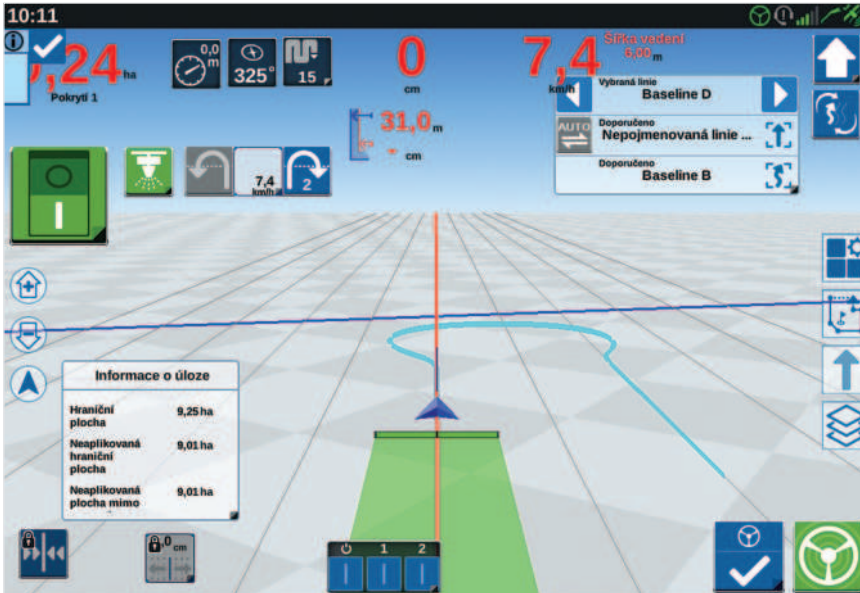 10:11
,24 ha
Pokrytí 1
0,0
m
325°
15
0
cm
7,4
km/h
Šířka vedení
6,00 m
31,0 m
cm
Vybraná linie
Baseline D
AUTO
Doporučeno
Nepojmenovaná linie ...
Doporučeno
Baseline B
7,4
km/h
2
Informace o úloze
Hraniční
plocha
9,25 ha
Neaplikovaná
hraniční
plocha
9,01 ha
Neaplikovaná
plocha mimo
9,01 ha
,0 cm
1 2